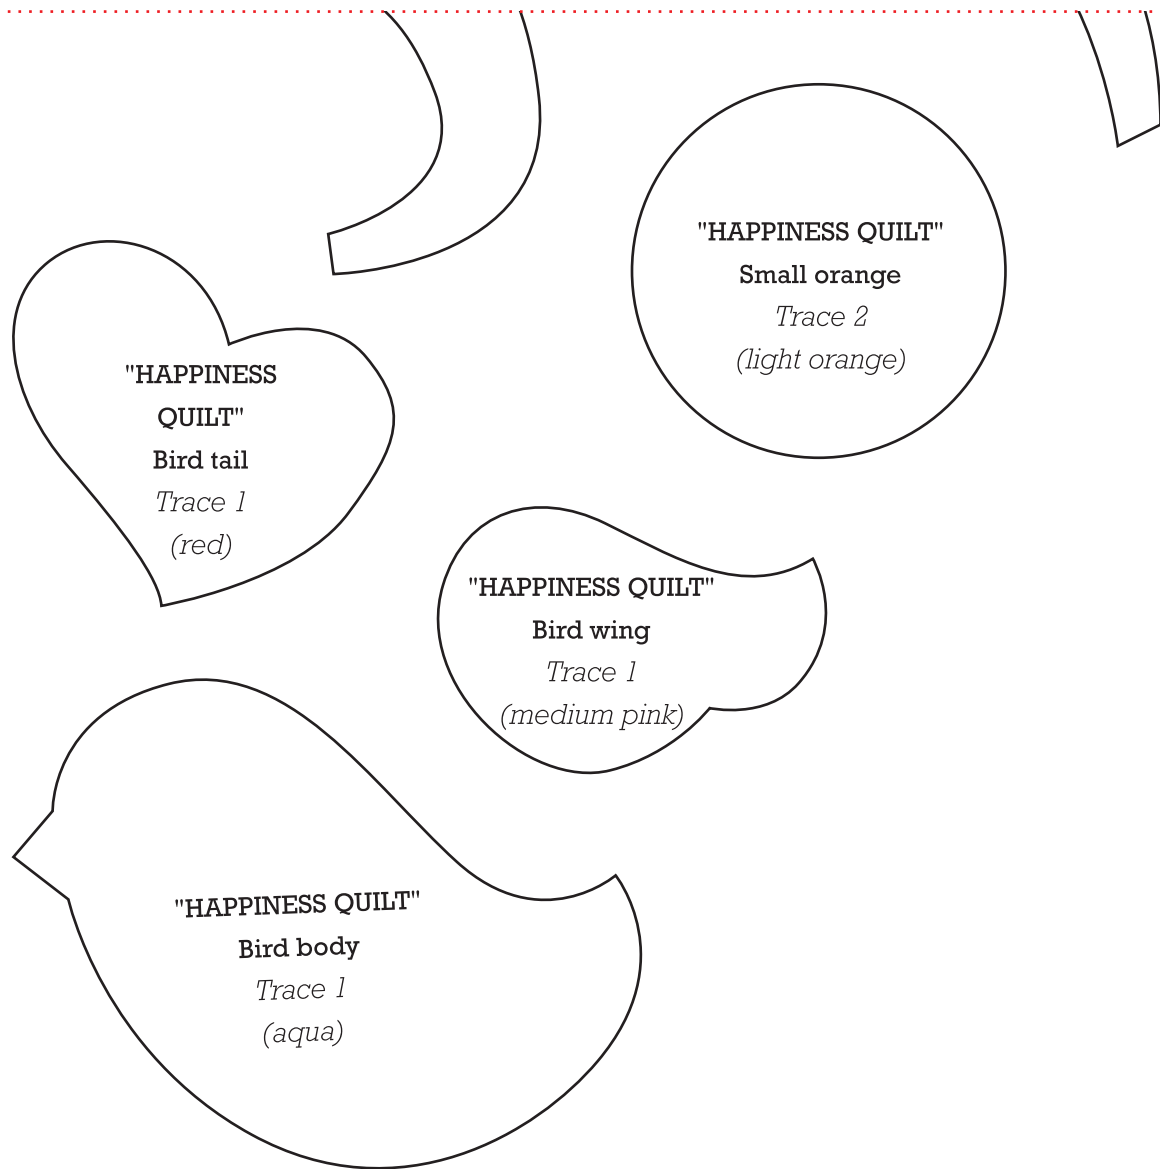 "HAPPINESS QUILT"
Small orange
Trace 2
(light orange)
"HAPPINESS
QUILT"
Bird tail
Trace 1
(red)
"HAPPINESS QUILT"
Bird wing
Trace 1
(medium pink)
"HAPPINESS QUILT"
Bird body
Trace 1
(aqua)